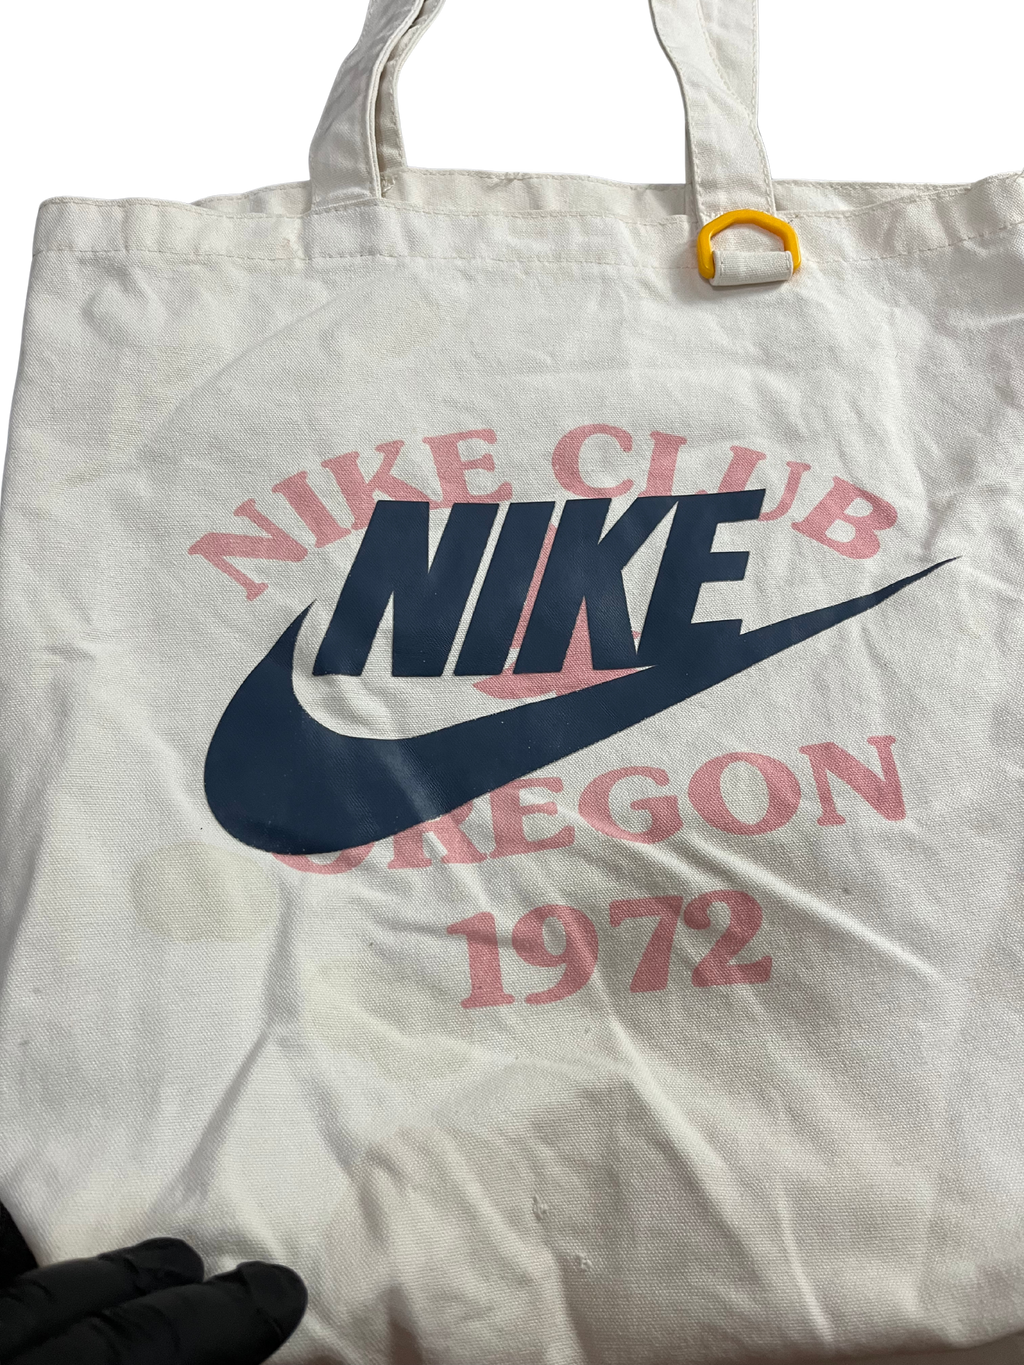 NIKE CLUB
NIKE
OREGON
1972